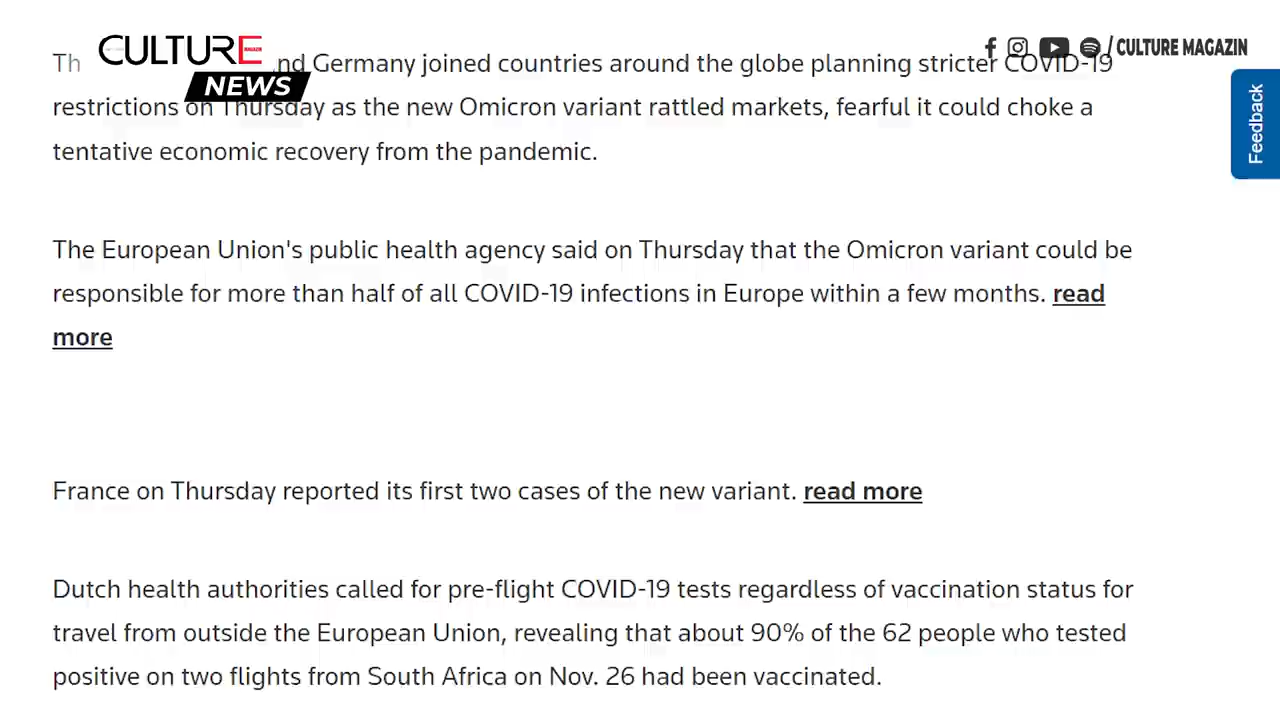 CULTURE
NEWS
/ CULTURE MAGAZIN
Th nd Germany joined countries around the globe planning stricter COVID-19
restrictions on Thursday as the new Omicron variant rattled markets, fearful it could choke a
tentative economic recovery from the pandemic.
Feedback
The European Union's public health agency said on Thursday that the Omicron variant could be
responsible for more than half of all COVID-19 infections in Europe within a few months. read
more
France on Thursday reported its first two cases of the new variant. read more
Dutch health authorities called for pre-flight COVID-19 tests regardless of vaccination status for
travel from outside the European Union, revealing that about 90% of the 62 people who tested
positive on two flights from South Africa on Nov. 26 had been vaccinated.